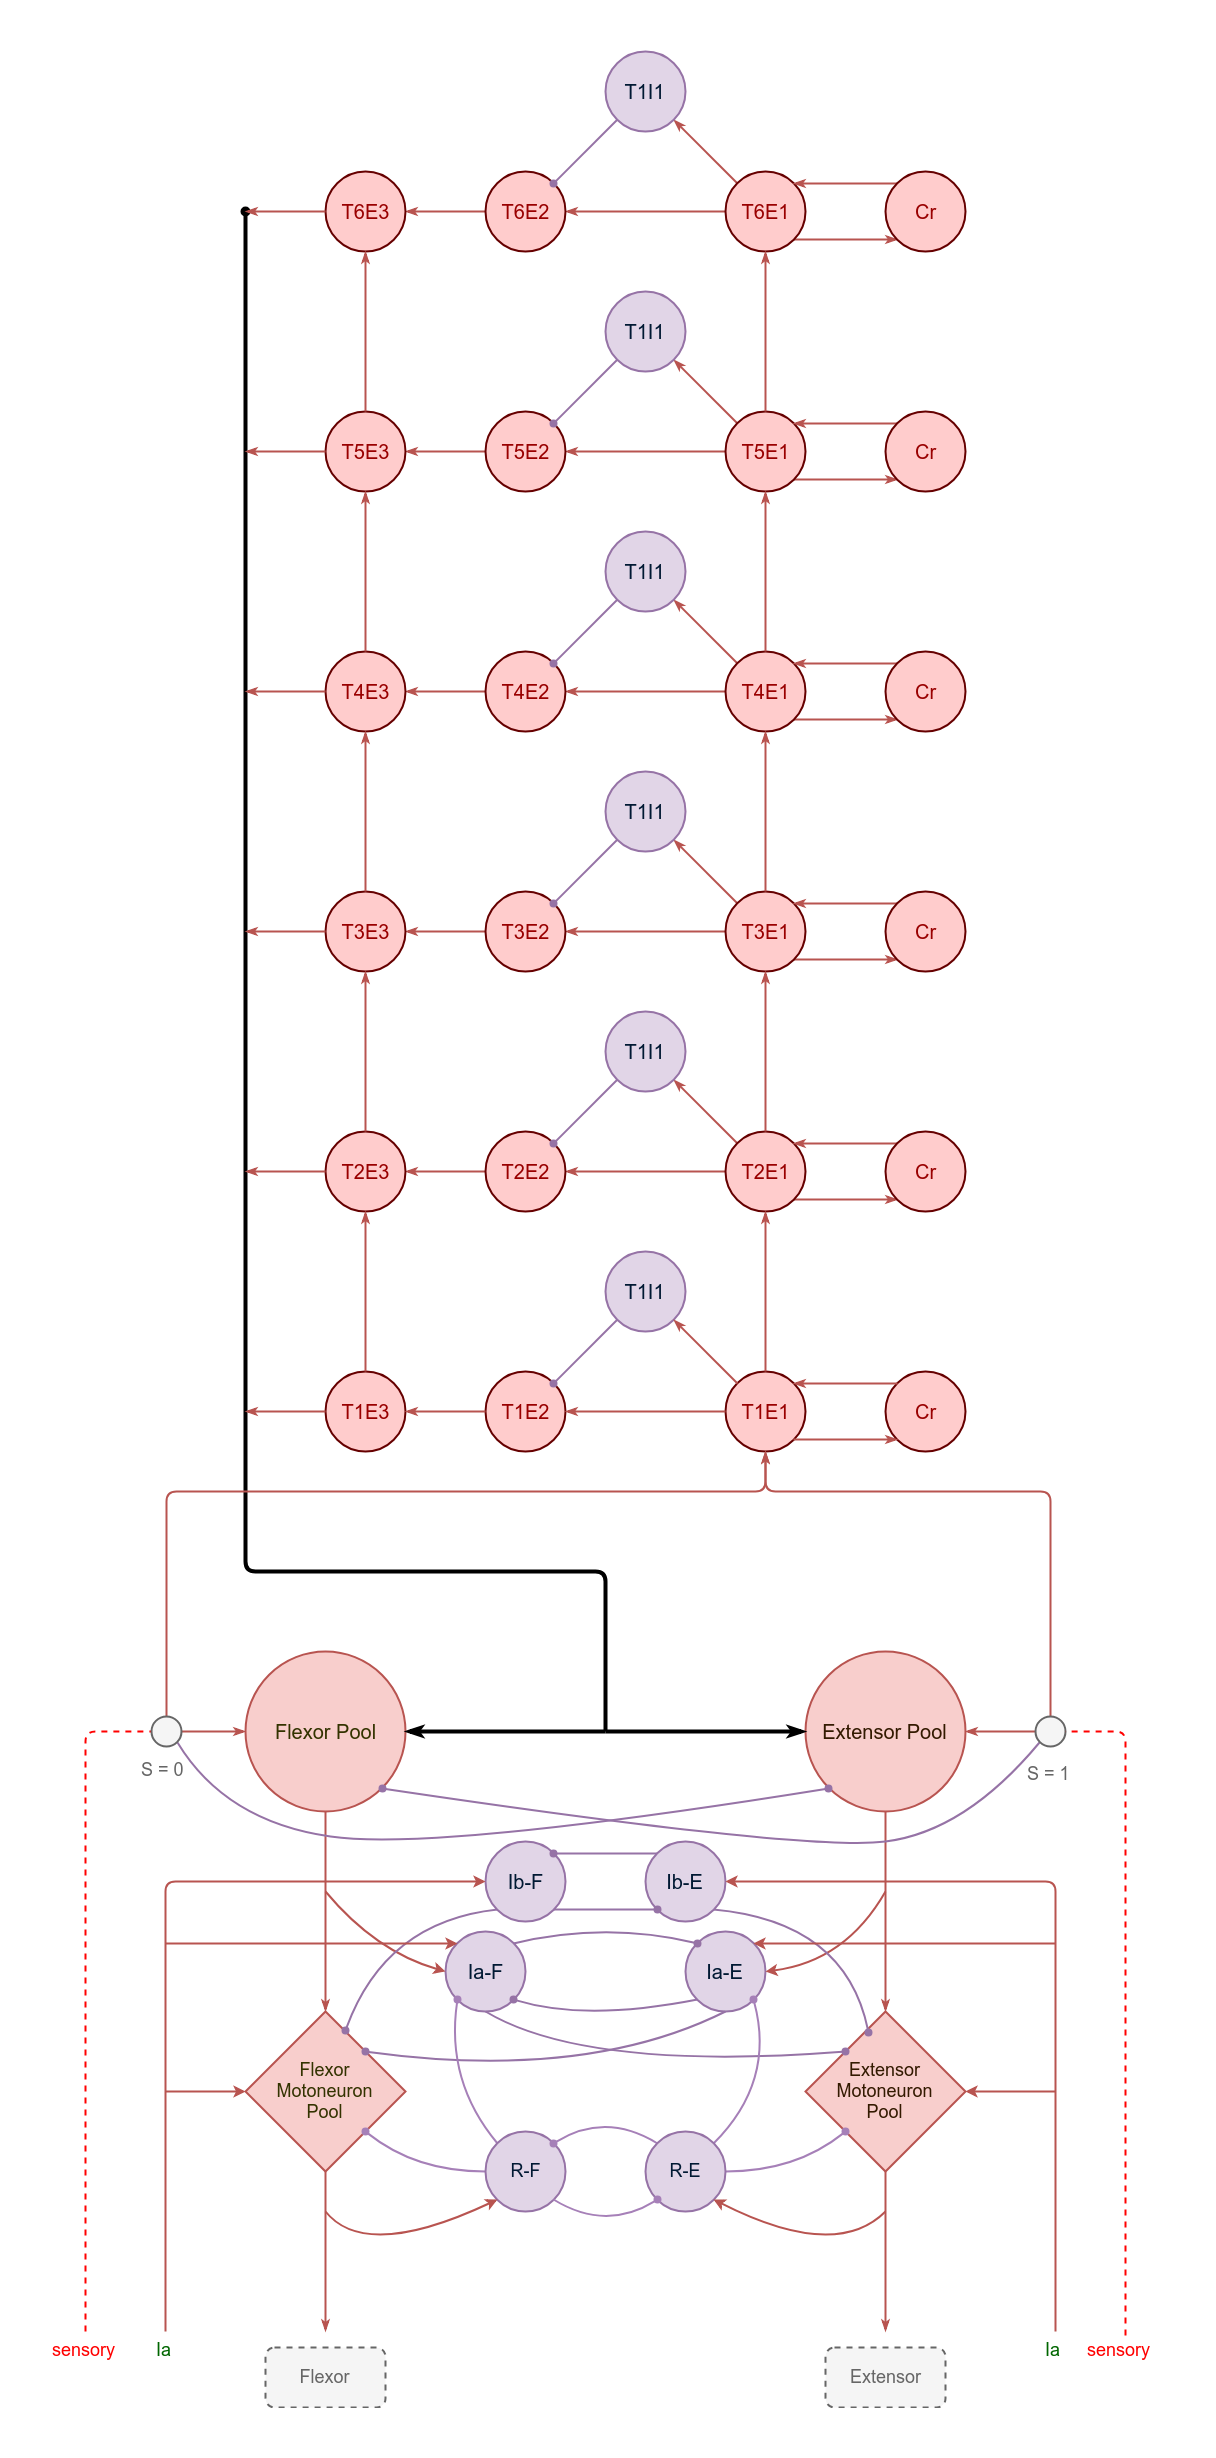 T1I1
T6E3 T6E2 T6E1 Cr
T1I1
T5E3 T5E2 T5E1 Cr
T1I1
T4E3 T4E2 T4E1 Cr
T1I1
T3E3 T3E2 T3E1 Cr
T1I1
T2E3 T2E2 T2E1 Cr
T1I1
T1E3 T1E2 T1E1 Cr
Flexor Pool Extensor Pool
S = 0 S = 1
Ib-F Ib-E
Ia-F Ia-E
Flexor
Motoneuron
Pool
Extensor
Motoneuron
Pool
R-F R-E
sensory Ia Ia sensory
Flexor Extensor